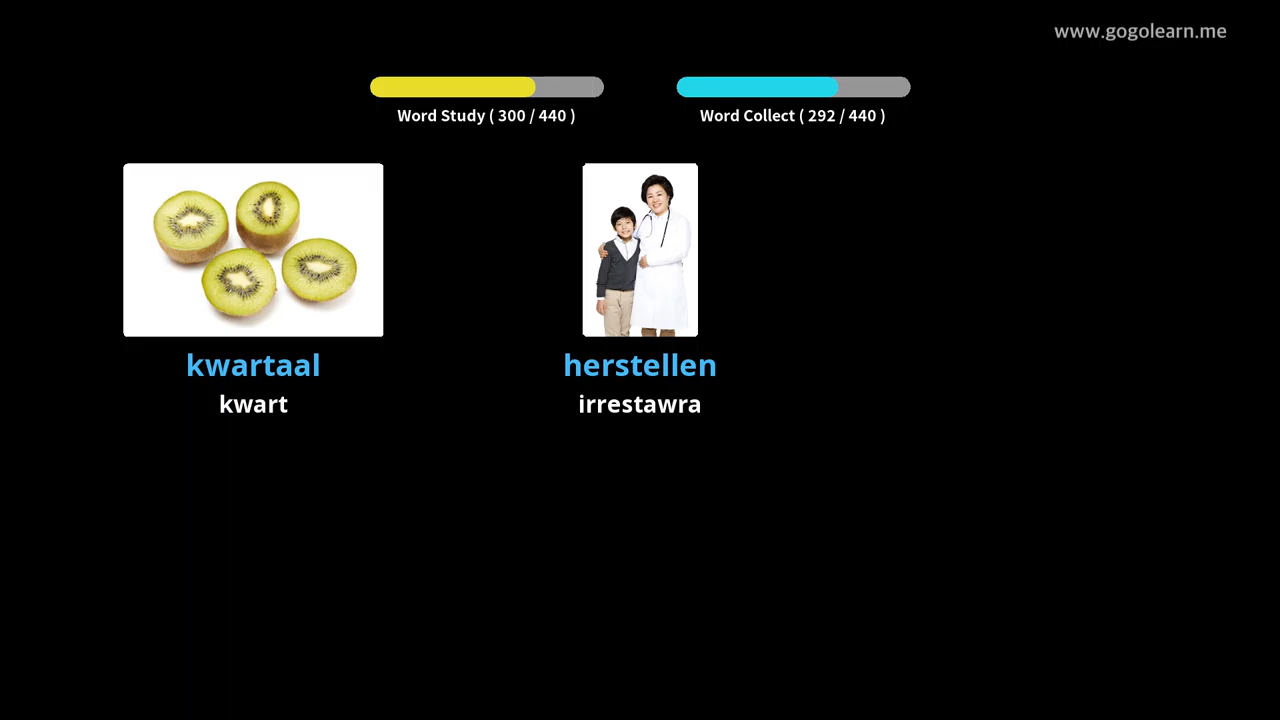 www.gogolearn.me
Word Study ( 300 / 440 )
Word Collect ( 292 / 440 )
kwartaal
kwart
herstellen
irrestawra